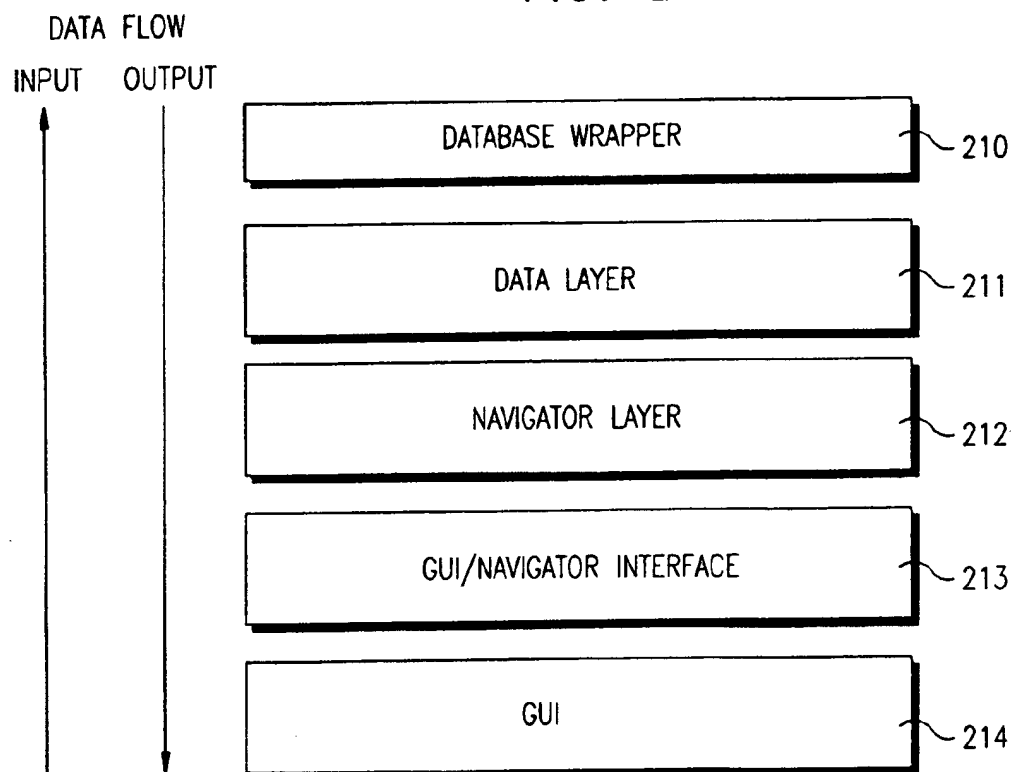 DATA FLOW
INPUT OUTPUT
DATABASE WRAPPER
210
DATA LAYER
211
NAVIGATOR LAYER
212
GUI/NAVIGATOR INTERFACE
213
GUI
214